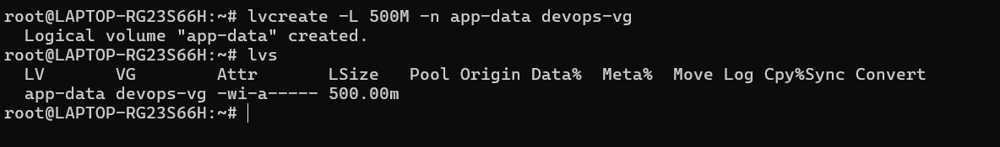 root@LAPTOP-RG23S66H:~# lvcreate -L 500M -n app-data devops-vg
  Logical volume "app-data" created.
root@LAPTOP-RG23S66H:~# lvs
  LV       VG        Attr       LSize   Pool Origin Data%  Meta%  Move Log Cpy%Sync Convert
  app-data devops-vg -wi-a----- 500.00m
root@LAPTOP-RG23S66H:~#